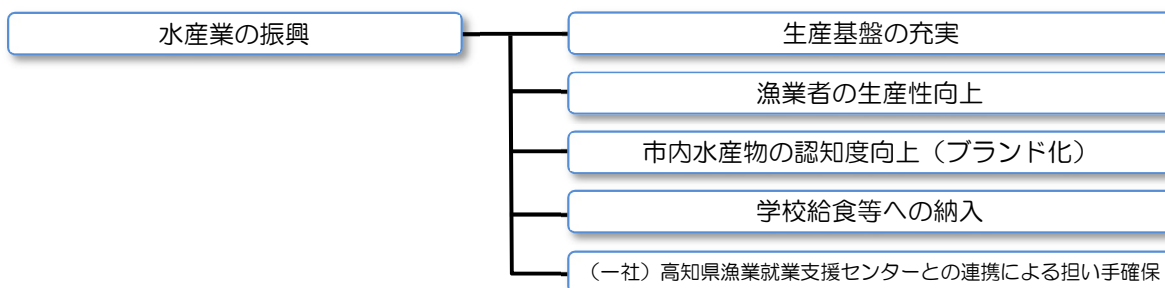 水産業の振興
生産基盤の充実
漁業者の生産性向上
市内水産物の認知度向上（ブランド化）
学校給食等への納入
（一社）高知県漁業就業支援センターとの連携による担い手確保